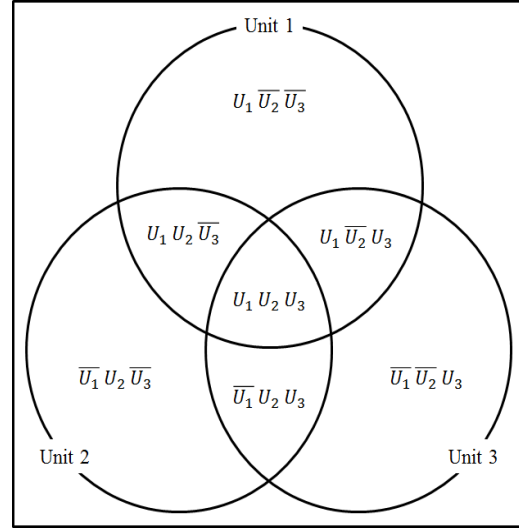 Unit 1
U₁ U̅₂ U̅₃
U₁ U₂ U̅₃
U₁ U̅₂ U₃
U₁ U₂ U₃
U̅₁ U₂ U̅₃
U̅₁ U₂ U₃
U̅₁ U̅₂ U₃
Unit 2
Unit 3